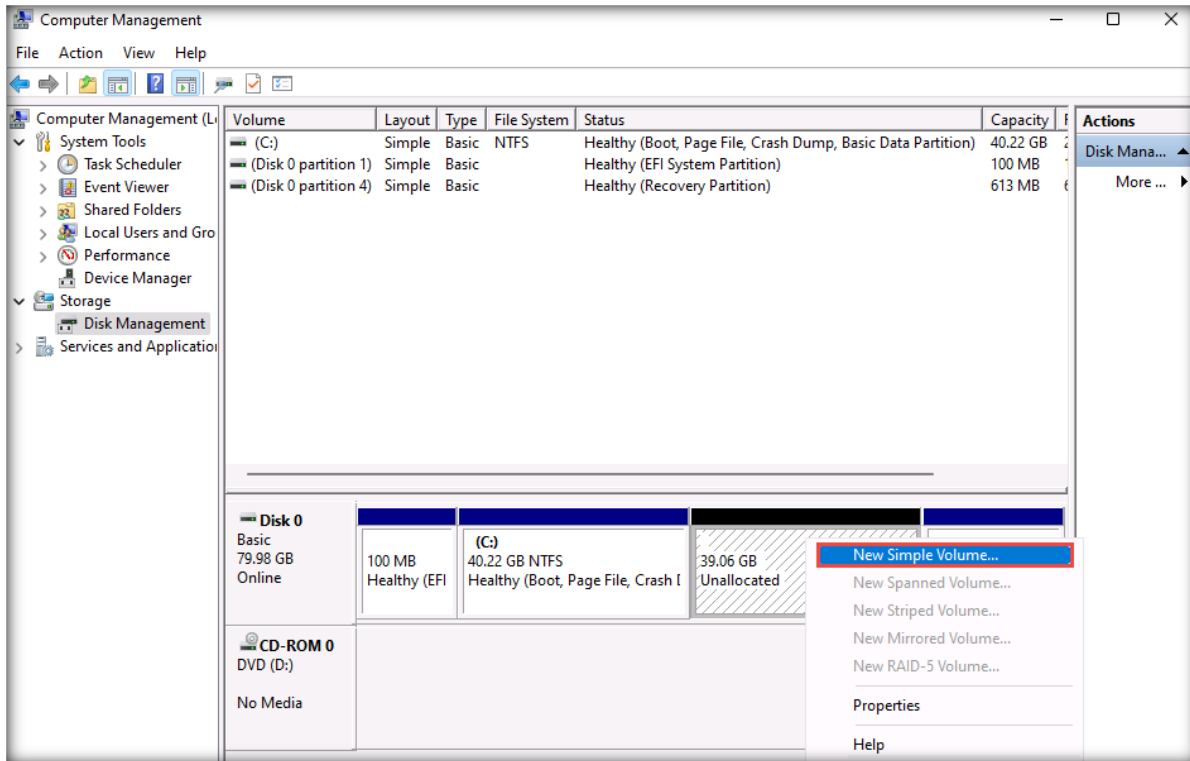 Computer Management
File Action View Help
Computer Management (L
System Tools
Task Scheduler
Event Viewer
Shared Folders
Local Users and Gro
Performance
Device Manager
Storage
Disk Management
Services and Application
Volume Layout Type File System Status Capacity F
(C:) Simple Basic NTFS Healthy (Boot, Page File, Crash Dump, Basic Data Partition) 40.22 GB 2
(Disk 0 partition 1) Simple Basic Healthy (EFI System Partition) 100 MB 1
(Disk 0 partition 4) Simple Basic Healthy (Recovery Partition) 613 MB 6
Actions
Disk Mana...
More ...
Disk 0
Basic
79.98 GB
Online
100 MB
Healthy (EFI
(C:)
40.22 GB NTFS
Healthy (Boot, Page File, Crash D
39.06 GB
Unallocated
CD-ROM 0
DVD (D:)
No Media
New Simple Volume...
New Spanned Volume...
New Striped Volume...
New Mirrored Volume...
New RAID-5 Volume...
Properties
Help